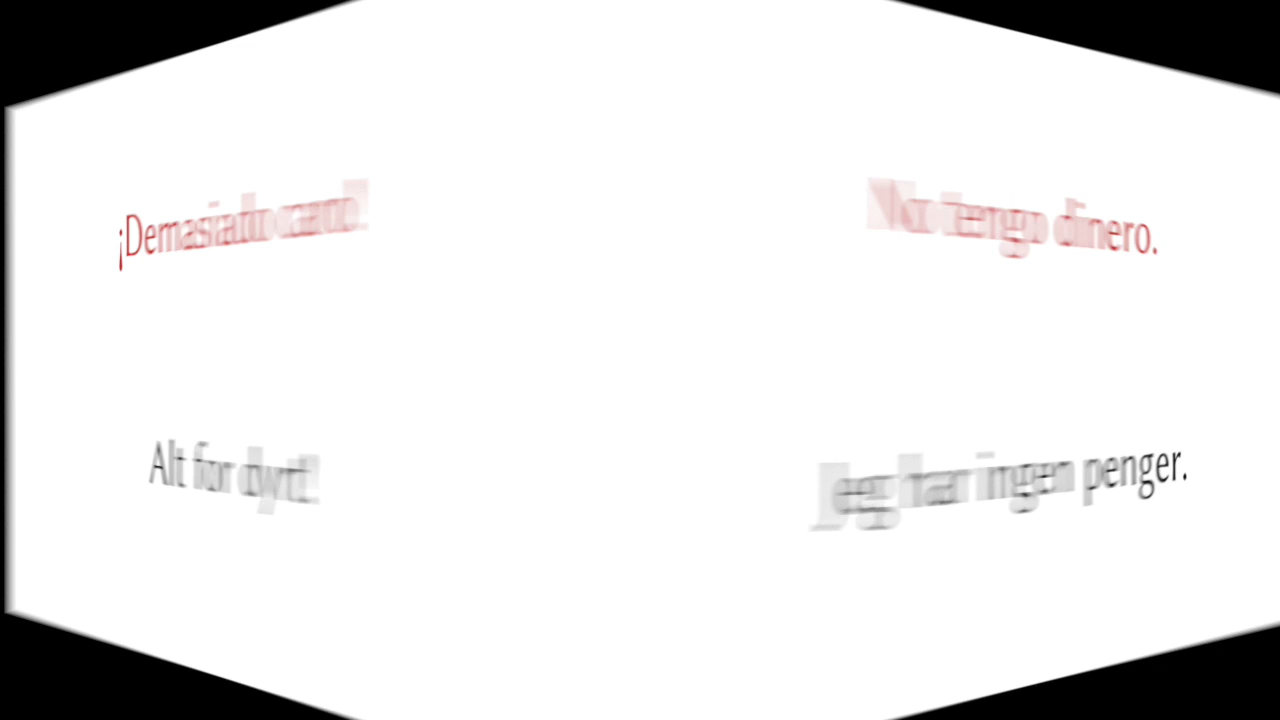 ¡Demasiado caro!
Alt for dyrt!
No tengo dinero.
Jeg har ingen penger.